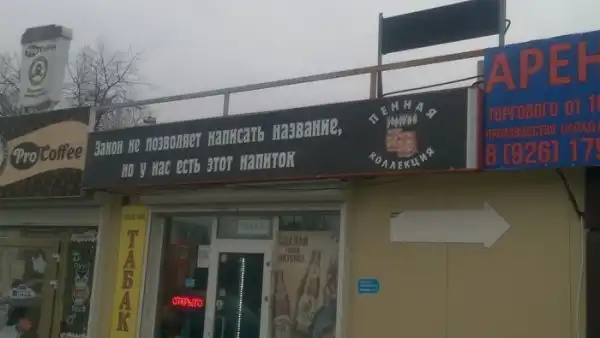 Pro Coffee
Закон не позволяет написать название,
но у нас есть этот напиток
ПЕННАЯ
КОЛЛЕКЦИЯ
АРЕН
ТОРГОВОГО ОТ 1
8 (926) 175
ТАБАК
ОТКРЫТО